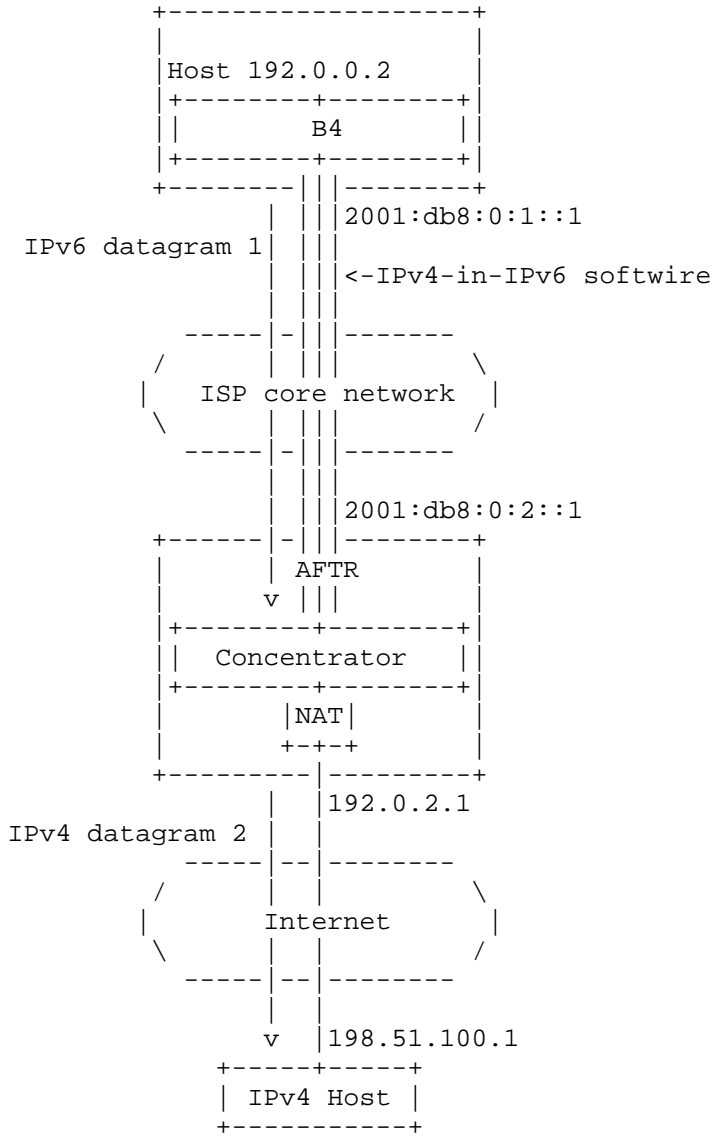 Host 192.0.0.2
B4
2001:db8:0:1::1
IPv6 datagram 1
<-IPv4-in-IPv6 softwire
ISP core network
2001:db8:0:2::1
AFTR
v
Concentrator
NAT
192.0.2.1
IPv4 datagram 2
Internet
v 198.51.100.1
IPv4 Host